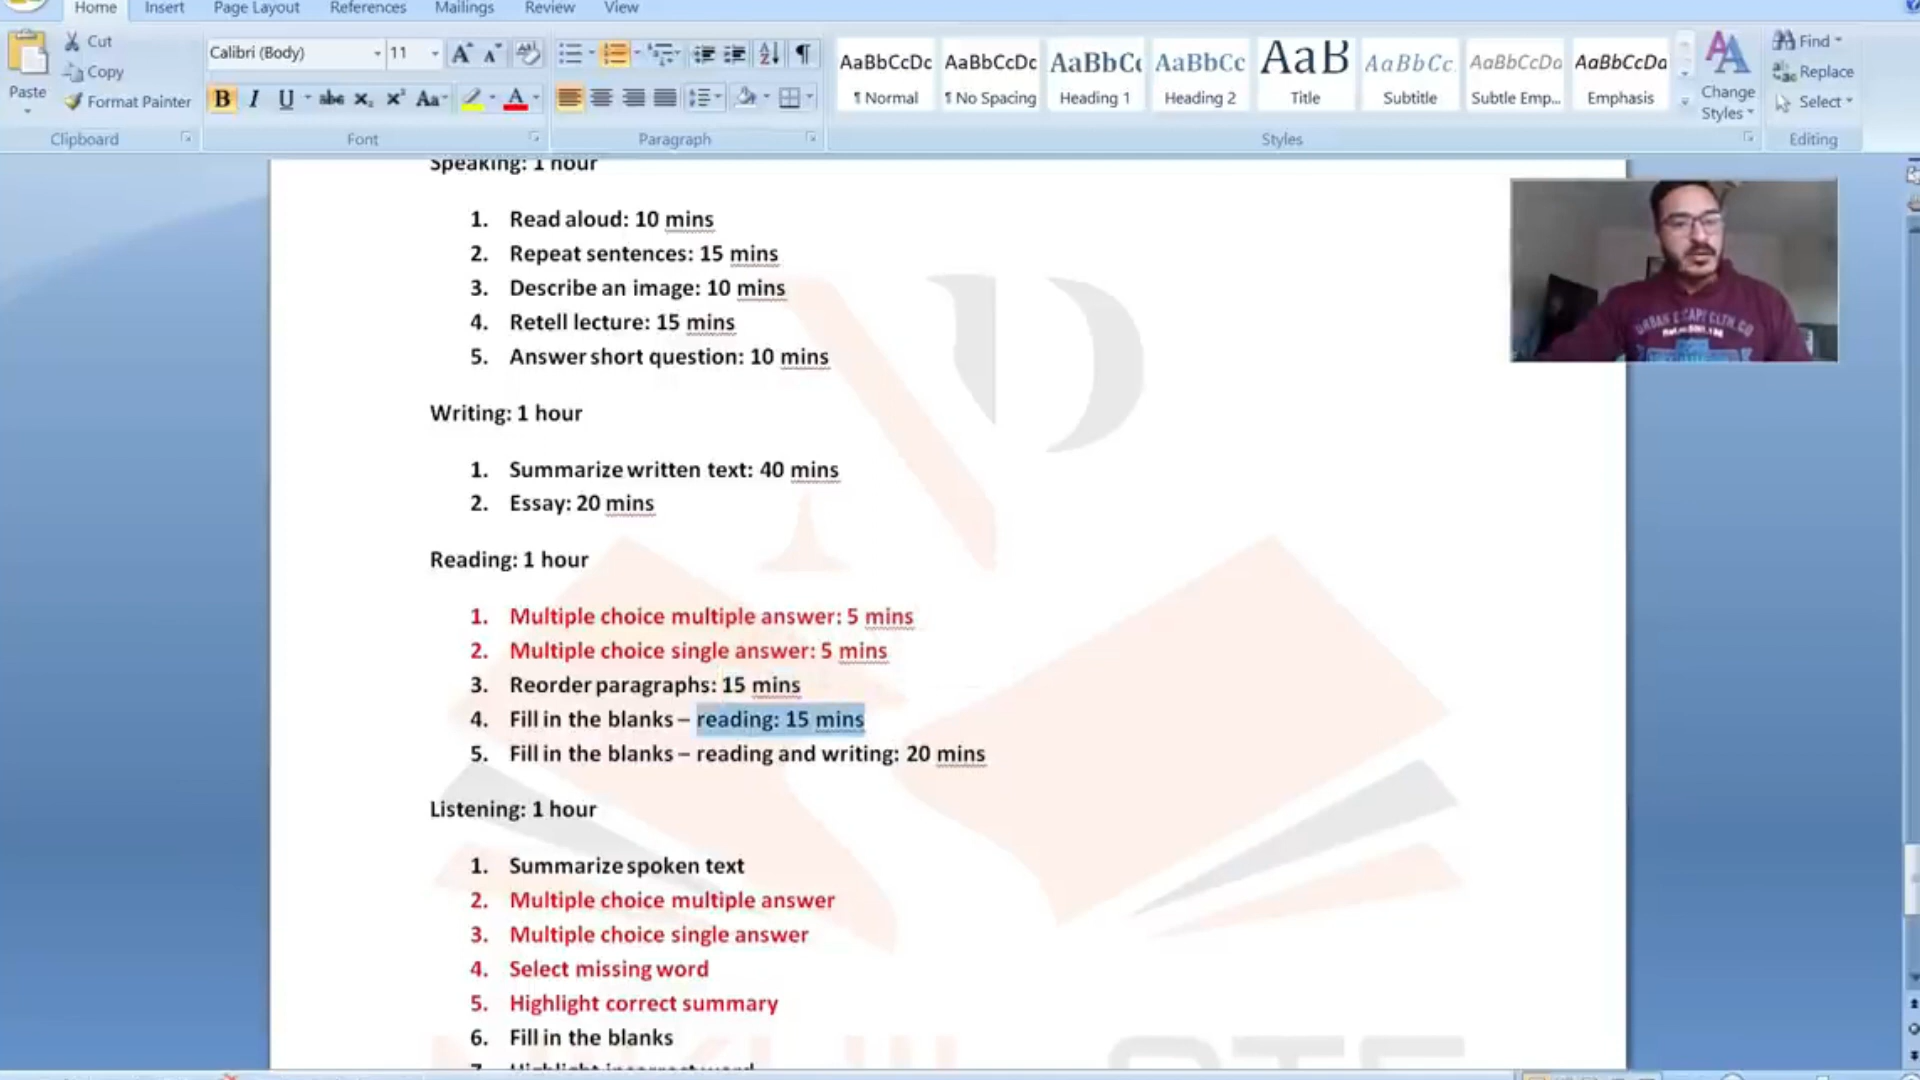 Home Insert Page Layout References Mailings Review View
Cut
Copy
Format Painter
Paste
Calibri (Body) 11
AaBbCcDc AaBbCcDc AaBbC AaBbCc AaB AaBbCc. AaBbCcDa AaBbCcDa
¶ Normal ¶ No Spacing Heading 1 Heading 2 Title Subtitle Subtle Emp... Emphasis
Change
Styles
Find
Replace
Select
Clipboard Font Paragraph Styles Editing
Speaking: 1 hour
1. Read aloud: 10 mins
2. Repeat sentences: 15 mins
3. Describe an image: 10 mins
4. Retell lecture: 15 mins
5. Answer short question: 10 mins
Writing: 1 hour
1. Summarize written text: 40 mins
2. Essay: 20 mins
Reading: 1 hour
1. Multiple choice multiple answer: 5 mins
2. Multiple choice single answer: 5 mins
3. Reorder paragraphs: 15 mins
4. Fill in the blanks – reading: 15 mins
5. Fill in the blanks – reading and writing: 20 mins
Listening: 1 hour
1. Summarize spoken text
2. Multiple choice multiple answer
3. Multiple choice single answer
4. Select missing word
5. Highlight correct summary
6. Fill in the blanks
7. Highlight incorrect word